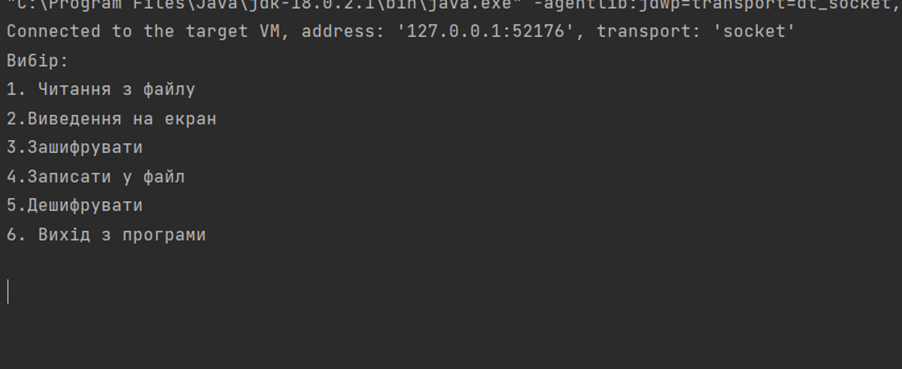 "C:\Program Files\Java\jdk-18.0.2.1\bin\java.exe" -agentlib:jdwp=transport=dt_socket,
Connected to the target VM, address: '127.0.0.1:52176', transport: 'socket'
Вибір:
1. Читання з файлу
2.Виведення на екран
3.Зашифрувати
4.Записати у файл
5.Дешифрувати
6. Вихід з програми